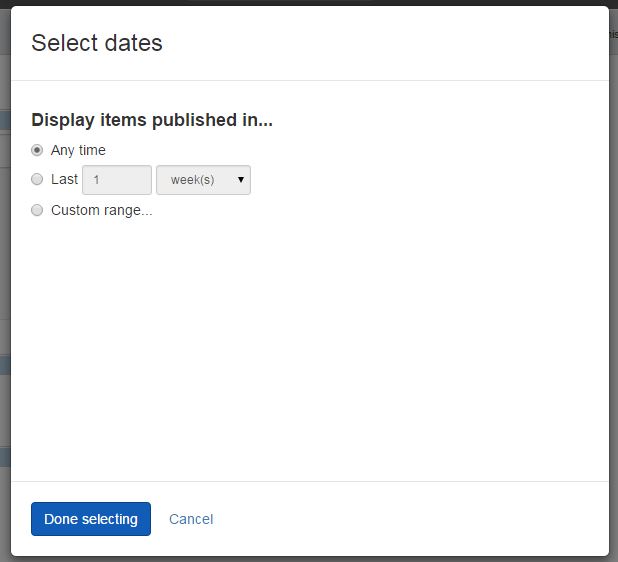 Select dates
Display items published in...
Any time
Last 1 week(s)
Custom range...
Done selecting Cancel